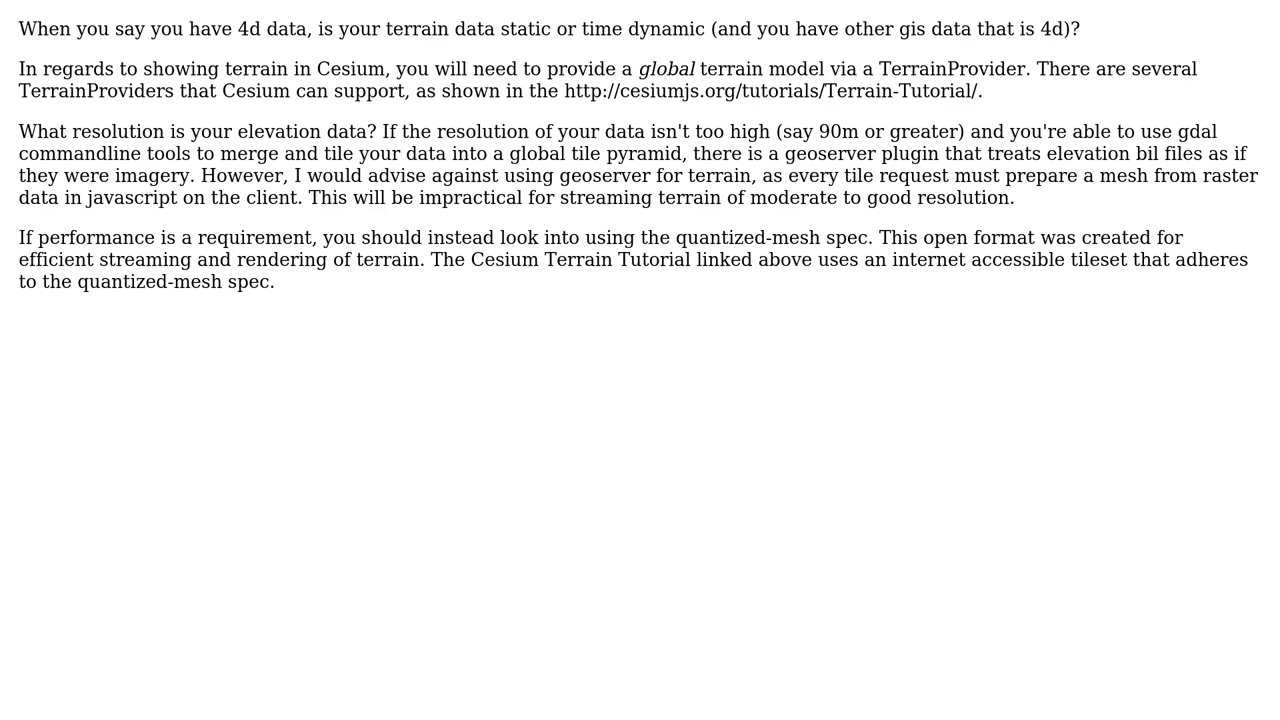 When you say you have 4d data, is your terrain data static or time dynamic (and you have other gis data that is 4d)?
In regards to showing terrain in Cesium, you will need to provide a global terrain model via a TerrainProvider. There are several
TerrainProviders that Cesium can support, as shown in the http://cesiumjs.org/tutorials/Terrain-Tutorial/.
What resolution is your elevation data? If the resolution of your data isn't too high (say 90m or greater) and you're able to use gdal
commandline tools to merge and tile your data into a global tile pyramid, there is a geoserver plugin that treats elevation bil files as if
they were imagery. However, I would advise against using geoserver for terrain, as every tile request must prepare a mesh from raster
data in javascript on the client. This will be impractical for streaming terrain of moderate to good resolution.
If performance is a requirement, you should instead look into using the quantized-mesh spec. This open format was created for
efficient streaming and rendering of terrain. The Cesium Terrain Tutorial linked above uses an internet accessible tileset that adheres
to the quantized-mesh spec.